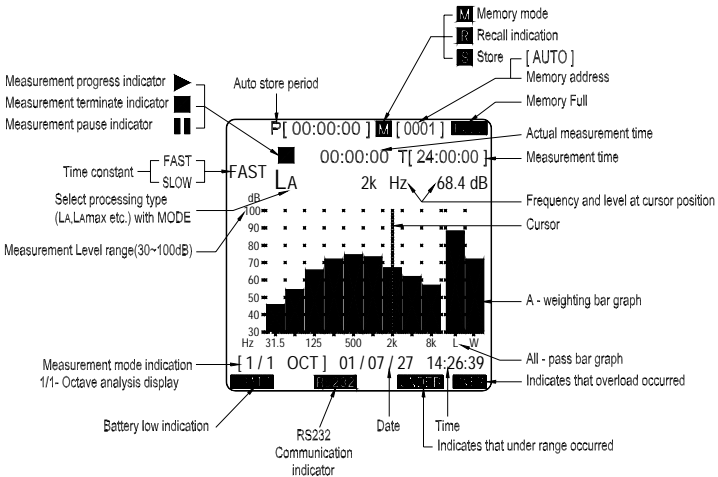 M Memory mode
R Recall indication
S Store [ AUTO ]
Memory address
Memory Full
Measurement progress indicator
Measurement terminate indicator
Measurement pause indicator
Auto store period
P[ 00:00:00 ] M [ 0001 ]
Actual measurement time
00:00:00 T[ 24:00:00 ]
Measurement time
Time constant
FAST
SLOW
FAST
LA
2k Hz 68.4 dB
Select processing type
(LA,LAmax etc.) with MODE
Frequency and level at cursor position
Cursor
Measurement Level range(30~100dB)
dB
100
90
80
70
60
50
40
30
A - weighting bar graph
Hz 31.5 125 500 2k 8k L W
All - pass bar graph
Measurement mode indication
1/1- Octave analysis display
[ 1 / 1 OCT ] 01 / 07 / 27 14:26:39
Indicates that overload occurred
Battery low indication
RS232
Communication
indicator
Date
Time
Indicates that under range occurred